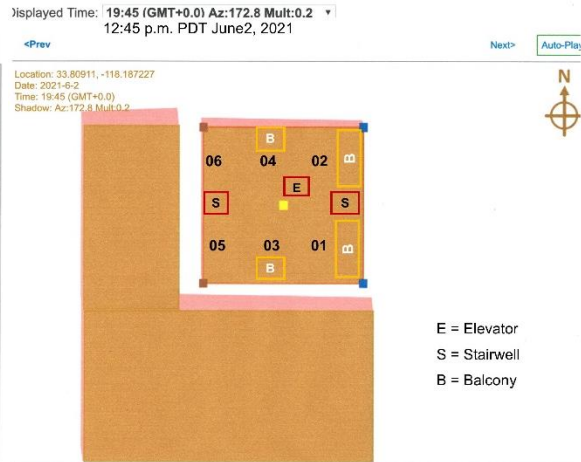 Displayed Time: 19:45 (GMT+0.0) Az:172.8 Mult:0.2
12:45 p.m. PDT June2, 2021
<Prev
Next>
Auto-Play
Location: 33.80911, -118.187227
Date: 2021-6-2
Time: 19:45 (GMT+0.0)
Shadow: Az:172.8 Mult:0.2
N
B
06
04
02
B
E
S
S
05
03
01
B
B
E = Elevator
S = Stairwell
B = Balcony